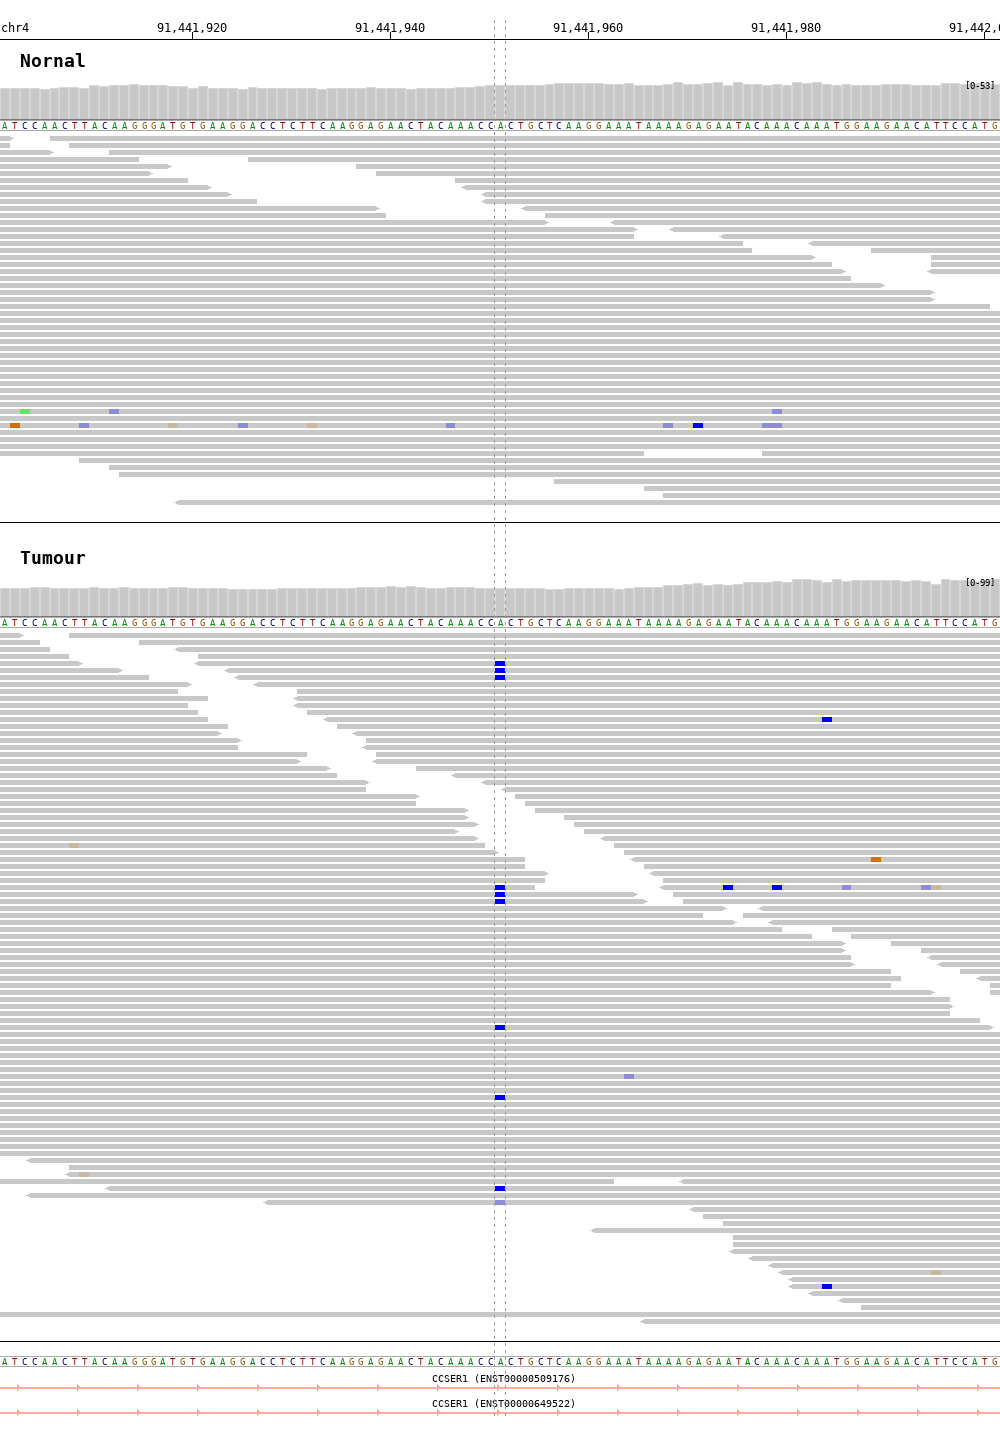 chr4 91,441,920 91,441,940 91,441,960 91,441,980 91,442,
Nornal
[0-53]
A T C C A A C T T A C A A G G G A T G T G A A G G A C C T C T T C A A G G A G A A C T A C A A A C C A C T G C T C A A G G A A A T A A A A G A G A A T A C A A A C A A A T G G A A G A A C A T T C C A T G
Tumour
[0-99]
A T C C A A C T T A C A A G G G A T G T G A A G G A C C T C T T C A A G G A G A A C T A C A A A C C A C T G C T C A A G G A A A T A A A A G A G A A T A C A A A C A A A T G G A A G A A C A T T C C A T G
A T C C A A C T T A C A A G G G A T G T G A A G G A C C T C T T C A A G G A G A A C T A C A A A C C A C T G C T C A A G G A A A T A A A A G A G A A T A C A A A C A A A T G G A A G A A C A T T C C A T G
CCSER1 (ENST00000509176)
CCSER1 (ENST00000649522)